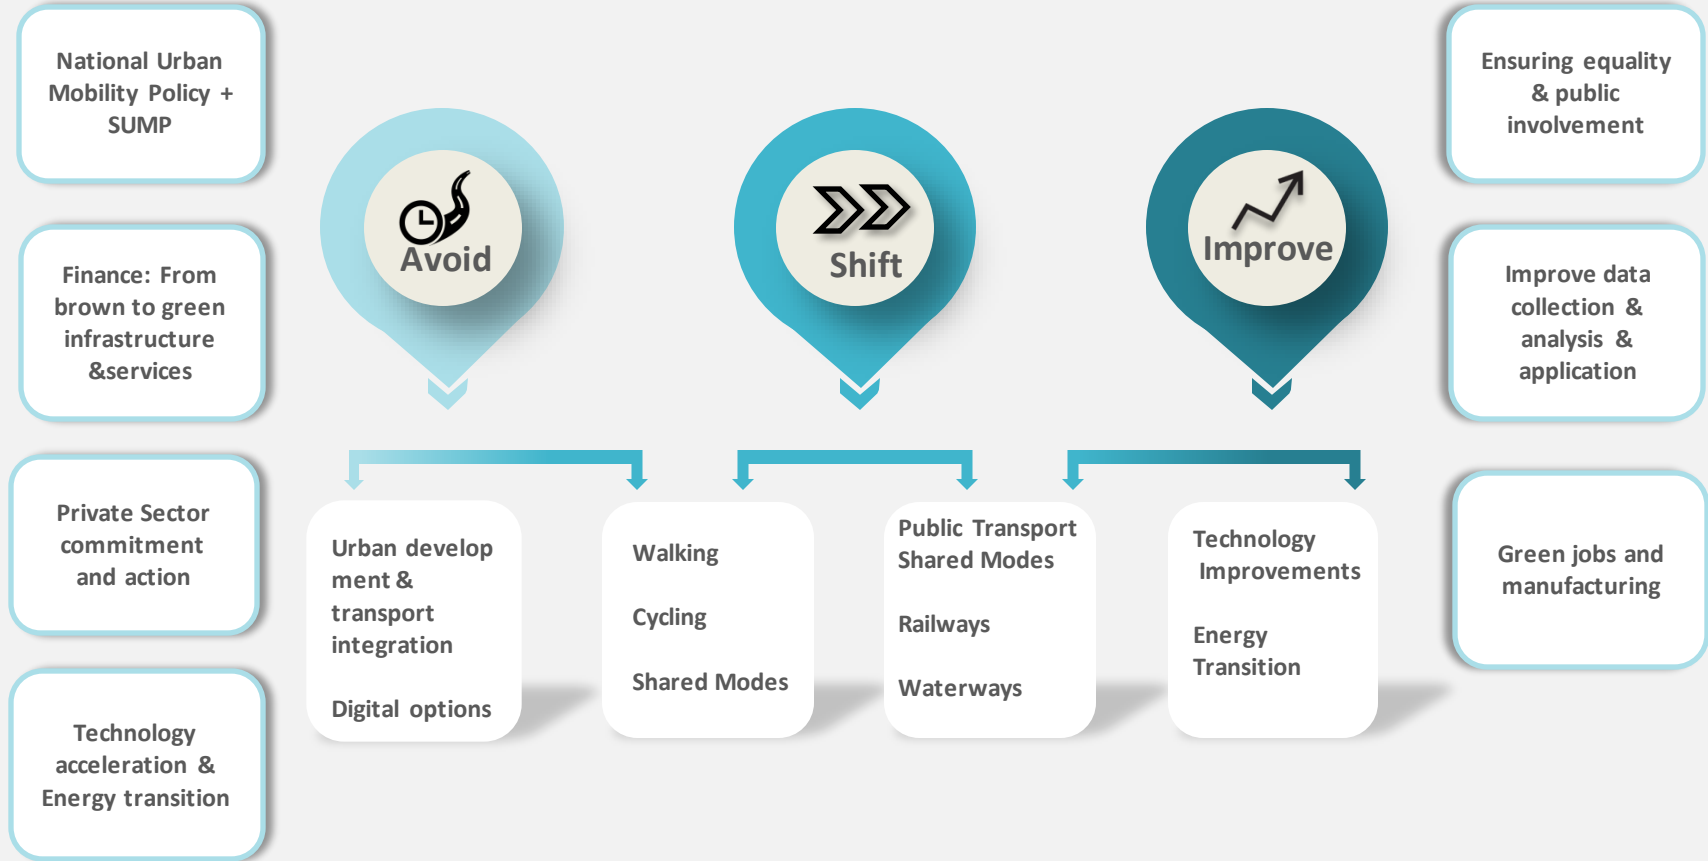 National Urban
Mobility Policy +
SUMP
Finance: From
brown to green
infrastructure
&services
Private Sector
commitment
and action
Technology
acceleration &
Energy transition
Avoid
Shift
Improve
Urban develop
ment &
transport
integration
Digital options
Walking
Cycling
Shared Modes
Public Transport
Shared Modes
Railways
Waterways
Technology
Improvements
Energy
Transition
Ensuring equality
& public
involvement
Improve data
collection &
analysis &
application
Green jobs and
manufacturing